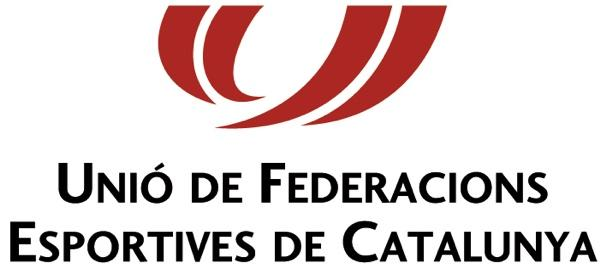 UNIÓ DE FEDERACIONS
ESPORTIVES DE CATALUNYA